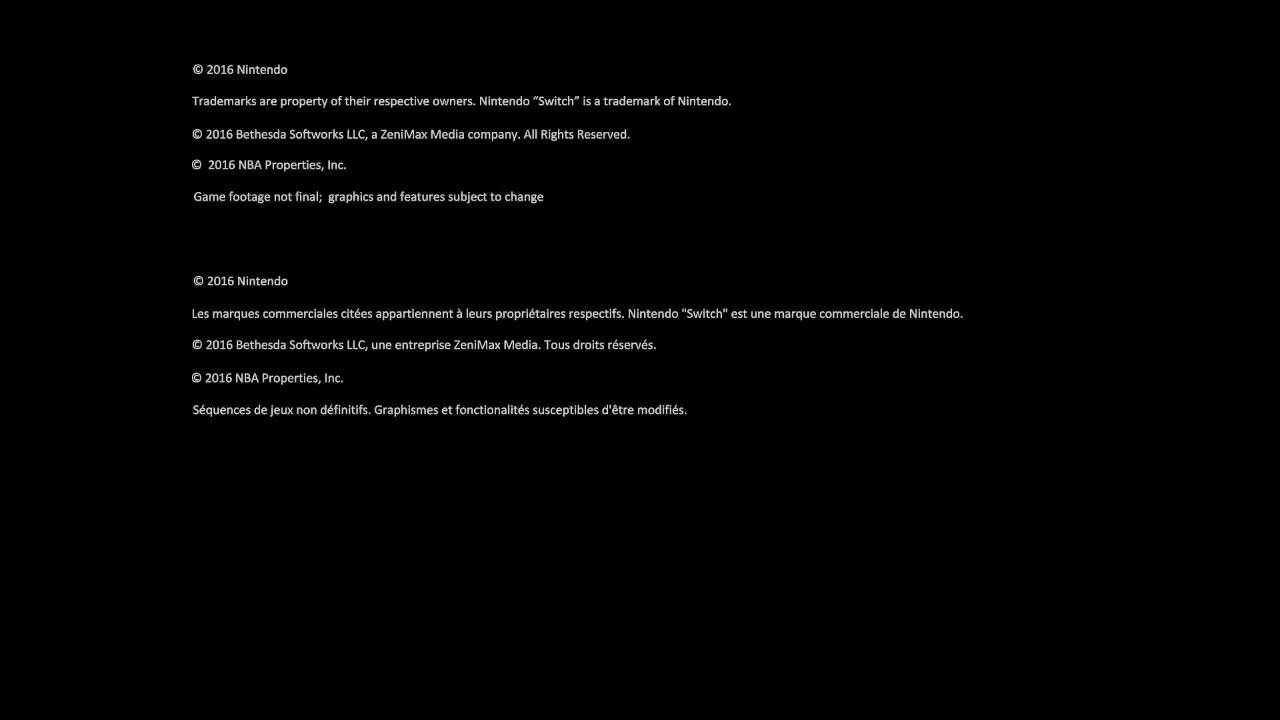 © 2016 Nintendo
Trademarks are property of their respective owners. Nintendo “Switch” is a trademark of Nintendo.
© 2016 Bethesda Softworks LLC, a ZeniMax Media company. All Rights Reserved.
© 2016 NBA Properties, Inc.
Game footage not final; graphics and features subject to change
© 2016 Nintendo
Les marques commerciales citées appartiennent à leurs propriétaires respectifs. Nintendo "Switch" est une marque commerciale de Nintendo.
© 2016 Bethesda Softworks LLC, une entreprise ZeniMax Media. Tous droits réservés.
© 2016 NBA Properties, Inc.
Séquences de jeux non définitifs. Graphismes et fonctionalités susceptibles d'être modifiés.